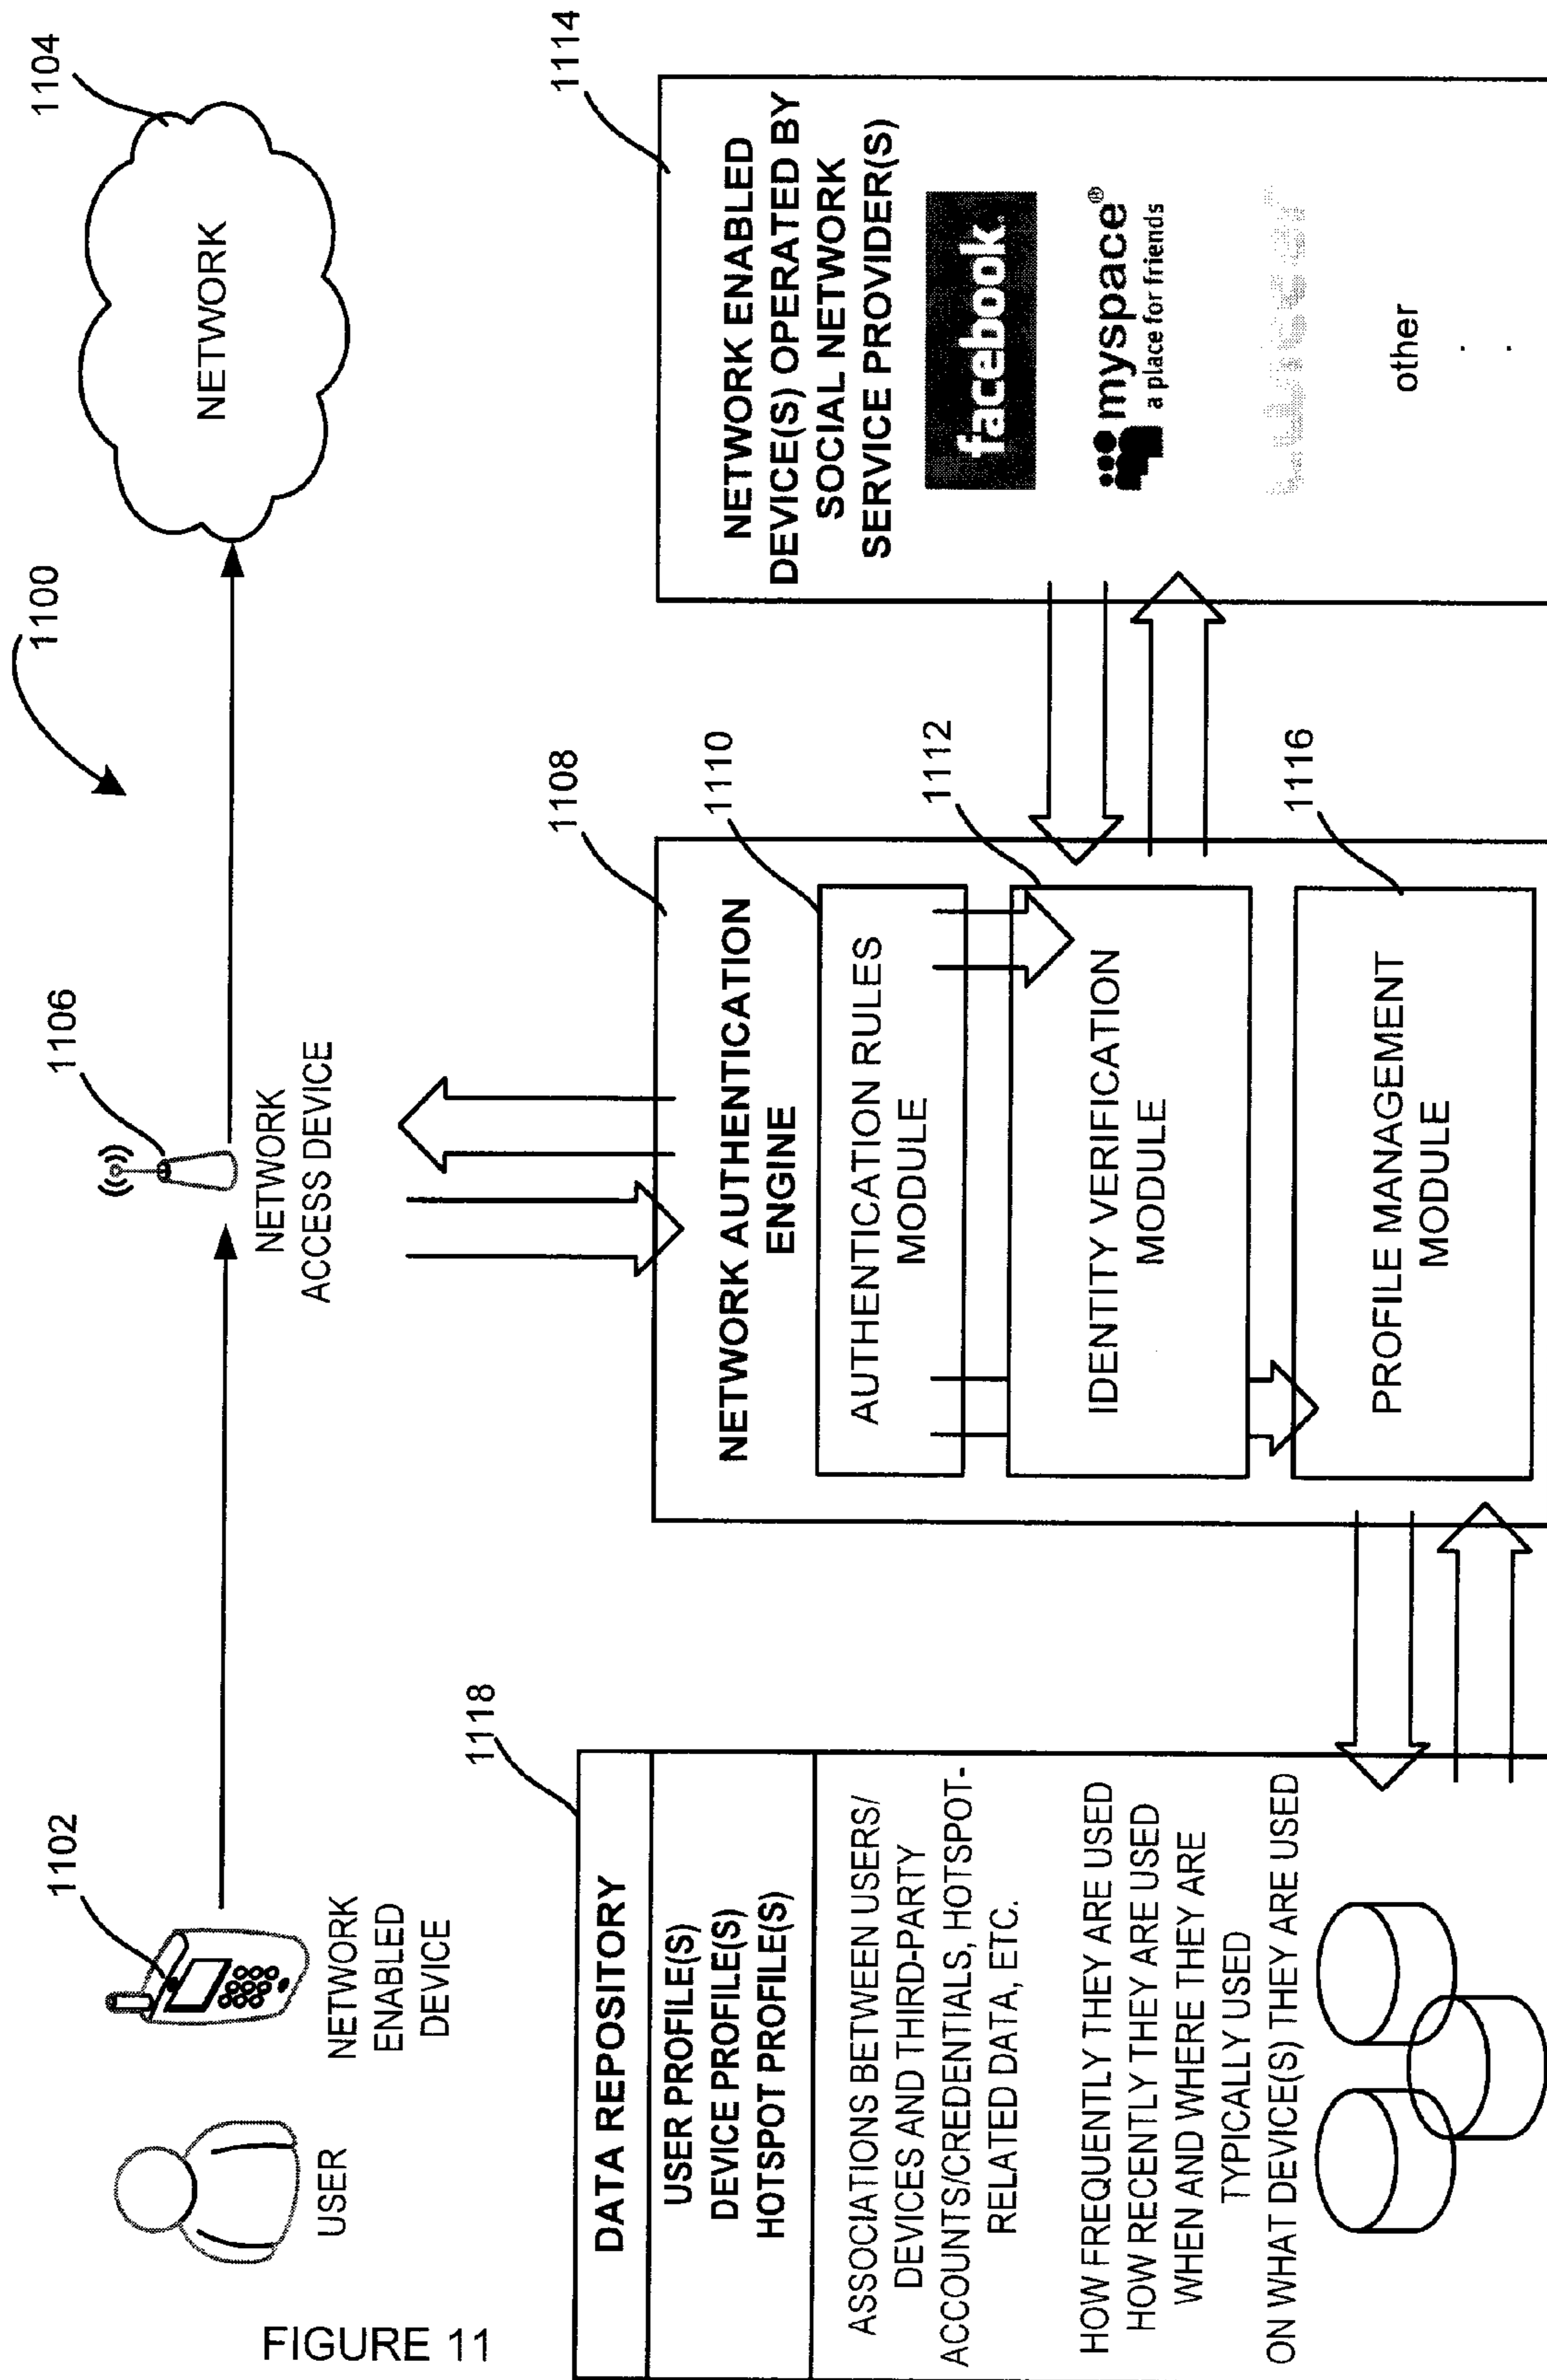 1100
1104
NETWORK
1106
NETWORK
ACCESS DEVICE
1102
NETWORK
ENABLED
DEVICE
USER
1118
DATA REPOSITORY
USER PROFILE(S)
DEVICE PROFILE(S)
HOTSPOT PROFILE(S)
ASSOCIATIONS BETWEEN USERS/
DEVICES AND THIRD-PARTY
ACCOUNTS/CREDENTIALS, HOTSPOT-
RELATED DATA, ETC.
HOW FREQUENTLY THEY ARE USED
HOW RECENTLY THEY ARE USED
WHEN AND WHERE THEY ARE
TYPICALLY USED
ON WHAT DEVICE(S) THEY ARE USED
1108
NETWORK AUTHENTICATION
ENGINE
1110
AUTHENTICATION RULES
MODULE
1112
IDENTITY VERIFICATION
MODULE
1116
PROFILE MANAGEMENT
MODULE
1114
NETWORK ENABLED
DEVICE(S) OPERATED BY
SOCIAL NETWORK
SERVICE PROVIDER(S)
facebook
myspace®
a place for friends
other
.
.
FIGURE 11